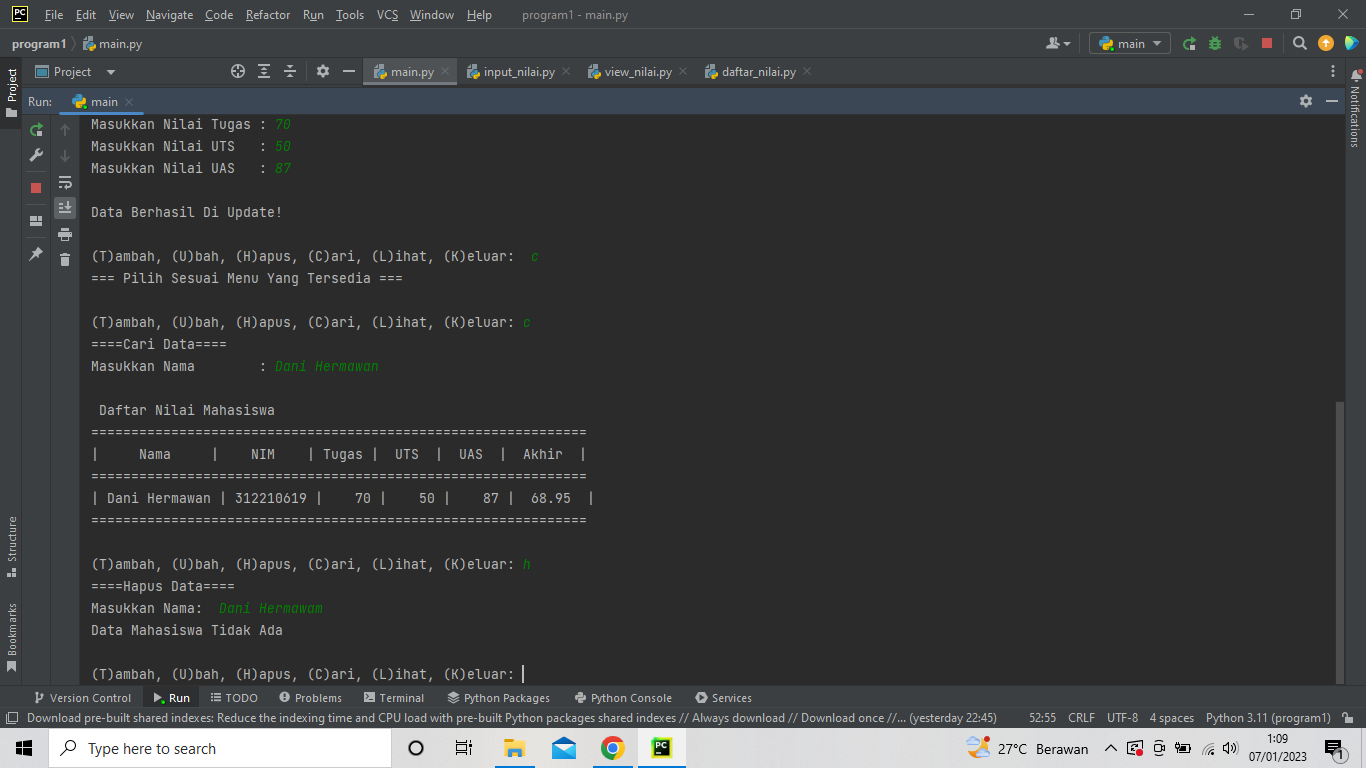 PC File Edit View Navigate Code Refactor Run Tools VCS Window Help program1 - main.py
program1 main.py main
Project main.py input_nilai.py view_nilai.py daftar_nilai.py
Project
Notifications
Run: main
Masukkan Nilai Tugas : 70
Masukkan Nilai UTS   : 50
Masukkan Nilai UAS   : 87
Data Berhasil Di Update!
(T)ambah, (U)bah, (H)apus, (C)ari, (L)ihat, (K)eluar:  c
=== Pilih Sesuai Menu Yang Tersedia ===
(T)ambah, (U)bah, (H)apus, (C)ari, (L)ihat, (K)eluar: c
====Cari Data====
Masukkan Nama        : Dani Hermawan
Daftar Nilai Mahasiswa
==============================================================
|     Nama     |    NIM    | Tugas |  UTS  |  UAS  |  Akhir  |
==============================================================
| Dani Hermawan | 312210619 |    70 |    50 |    87 |  68.95  |
==============================================================
(T)ambah, (U)bah, (H)apus, (C)ari, (L)ihat, (K)eluar: h
====Hapus Data====
Masukkan Nama:  Dani Hermawam
Data Mahasiswa Tidak Ada
(T)ambah, (U)bah, (H)apus, (C)ari, (L)ihat, (K)eluar:
Structure
Bookmarks
Version Control Run TODO Problems Terminal Python Packages Python Console Services
Download pre-built shared indexes: Reduce the indexing time and CPU load with pre-built Python packages shared indexes // Always download // Download once //... (yesterday 22:45) 52:55 CRLF UTF-8 4 spaces Python 3.11 (program1)
Type here to search PC 27°C Berawan 1:09
07/01/2023 1